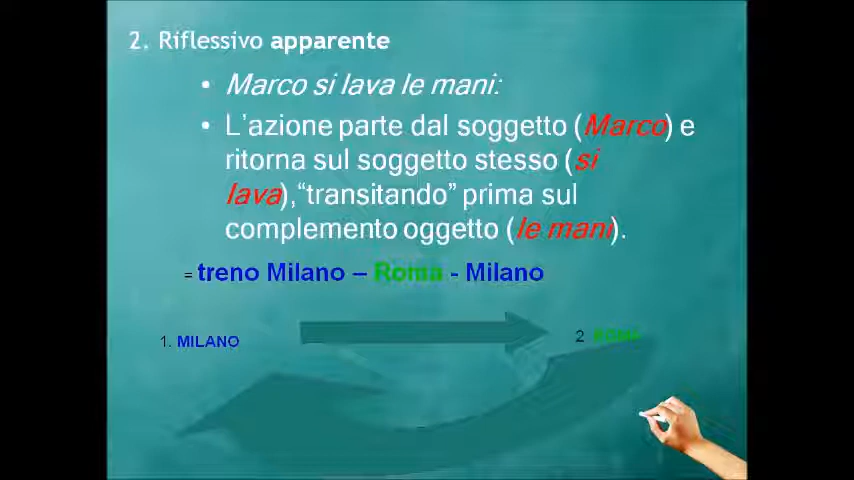 2. Riflessivo apparente
• Marco si lava le mani:
• L'azione parte dal soggetto (Marco) e
ritorna sul soggetto stesso (si
lava),“transitando” prima sul
complemento oggetto (le mani).
= treno Milano – Roma - Milano
1. MILANO
2 ROMA